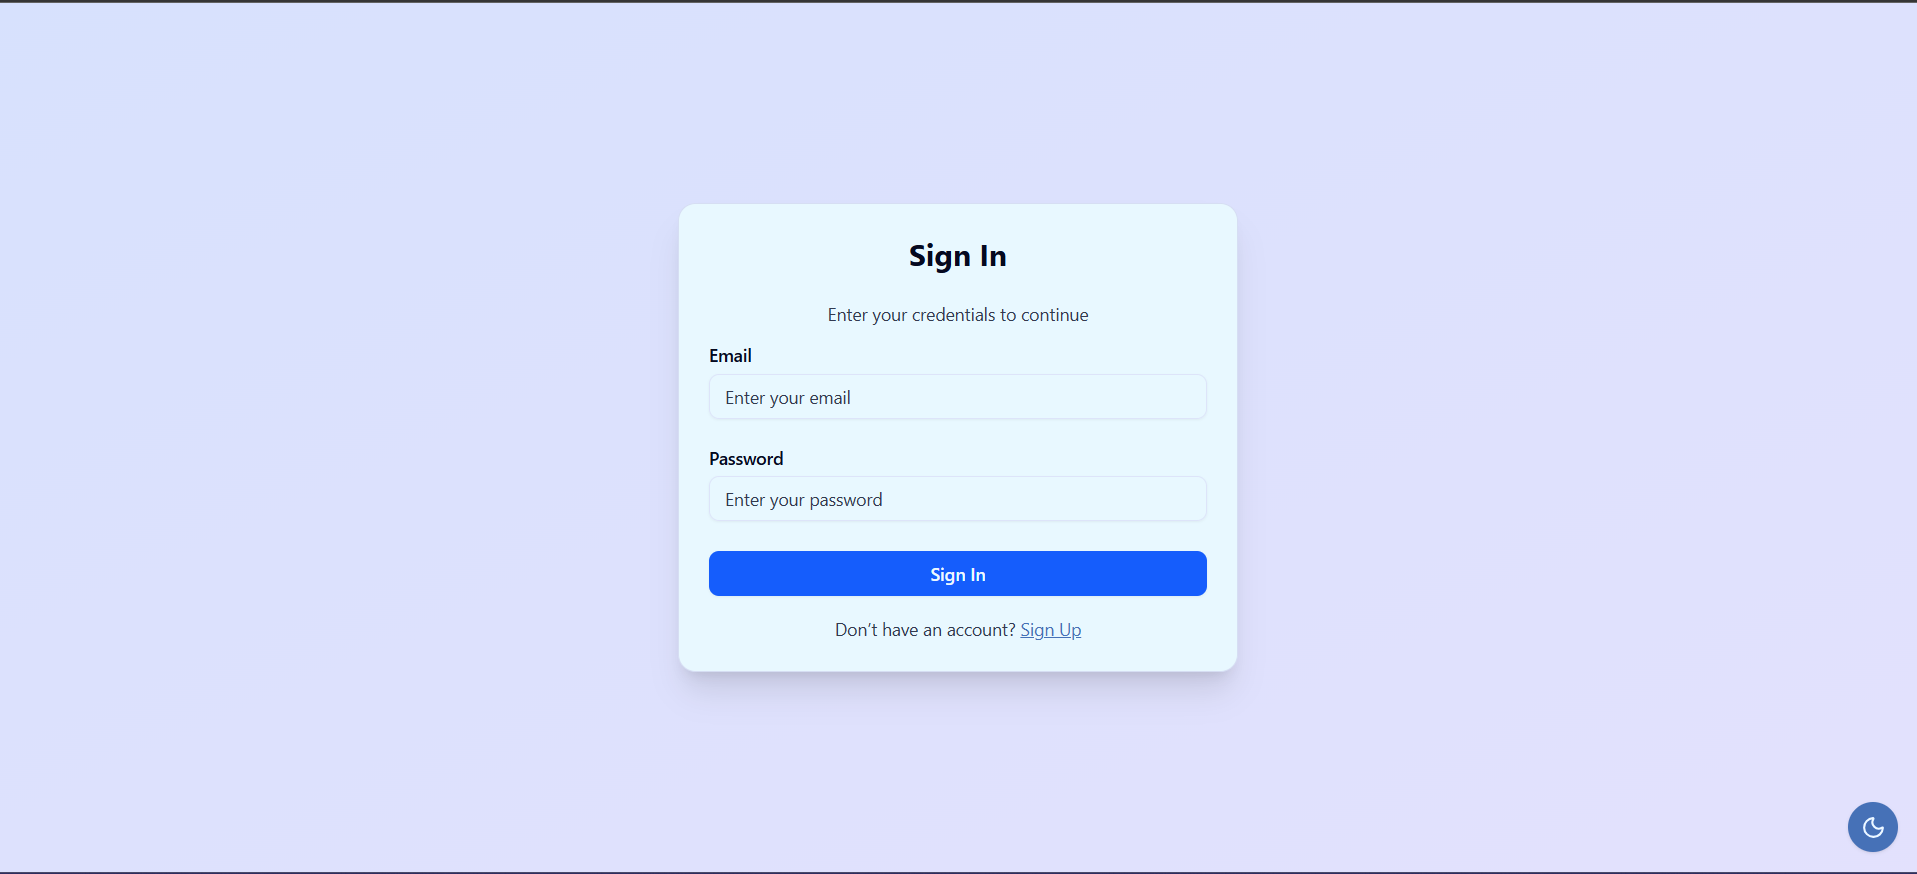 Sign In
Enter your credentials to continue
Email
Enter your email
Password
Enter your password
Sign In
Don’t have an account? Sign Up